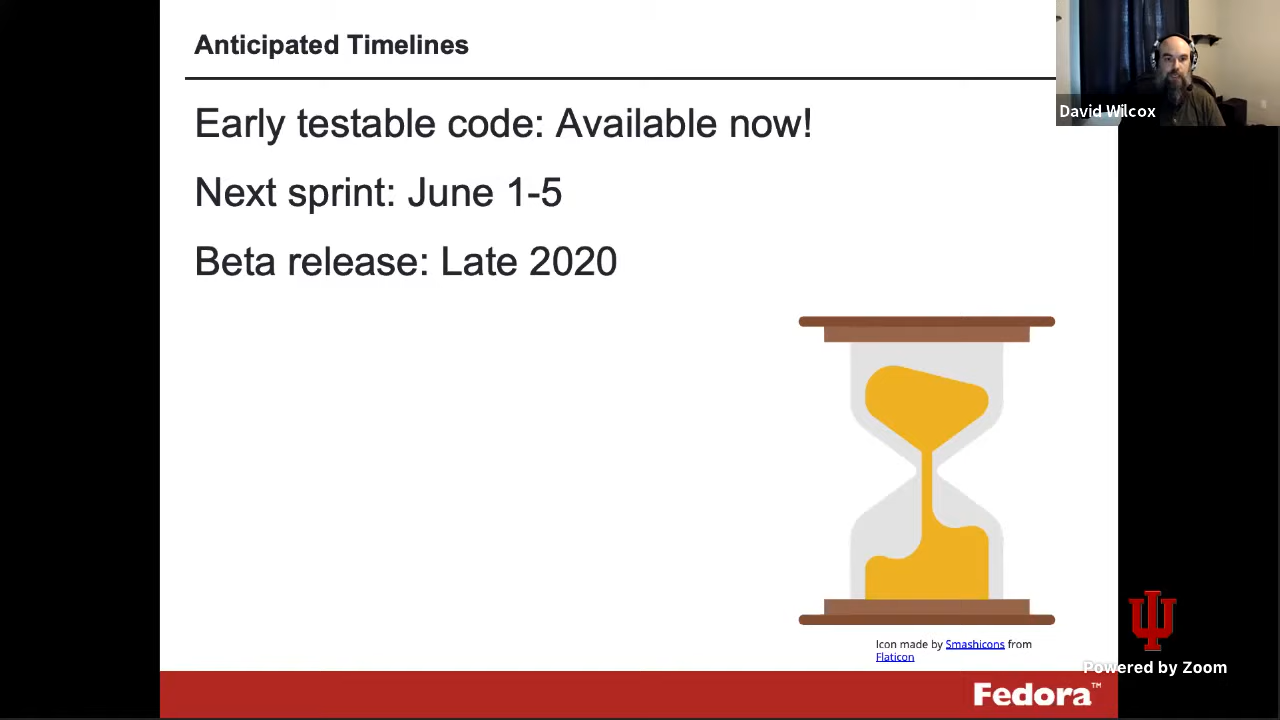 Anticipated Timelines
David Wilcox
Early testable code: Available now!
Next sprint: June 1-5
Beta release: Late 2020
Icon made by Smashicons from
Flaticon
Powered by Zoom
Fedora™